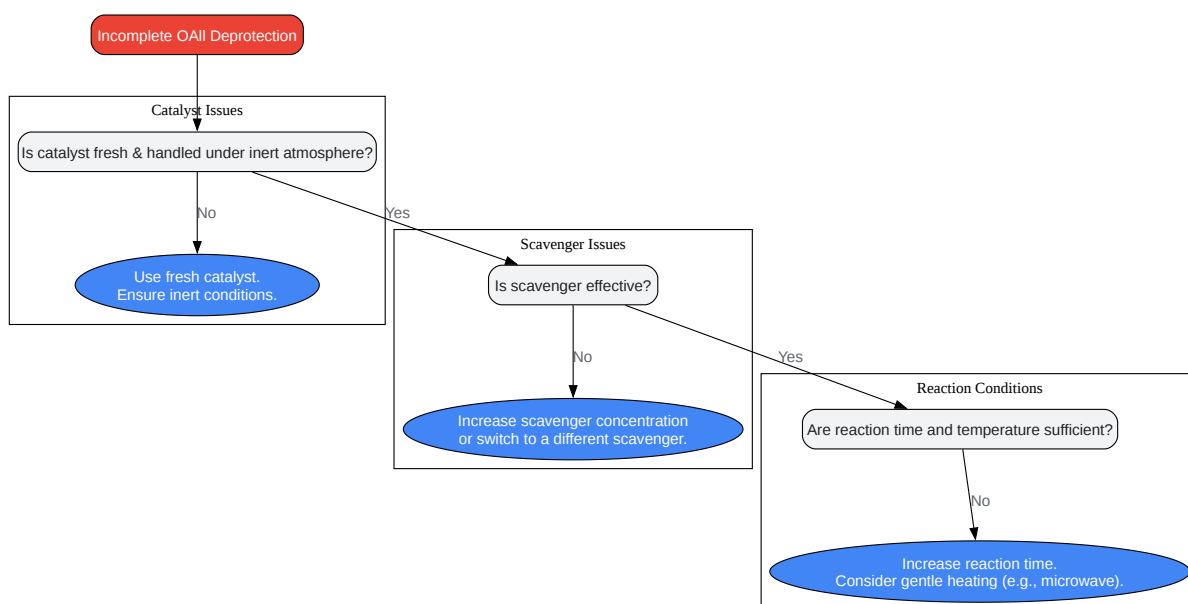 Incomplete OAll Deprotection
Catalyst Issues
Is catalyst fresh & handled under inert atmosphere?
No
Yes
Use fresh catalyst.
Ensure inert conditions.
Scavenger Issues
Is scavenger effective?
No
Yes
Increase scavenger concentration
or switch to a different scavenger.
Reaction Conditions
Are reaction time and temperature sufficient?
No
Increase reaction time.
Consider gentle heating (e.g., microwave).